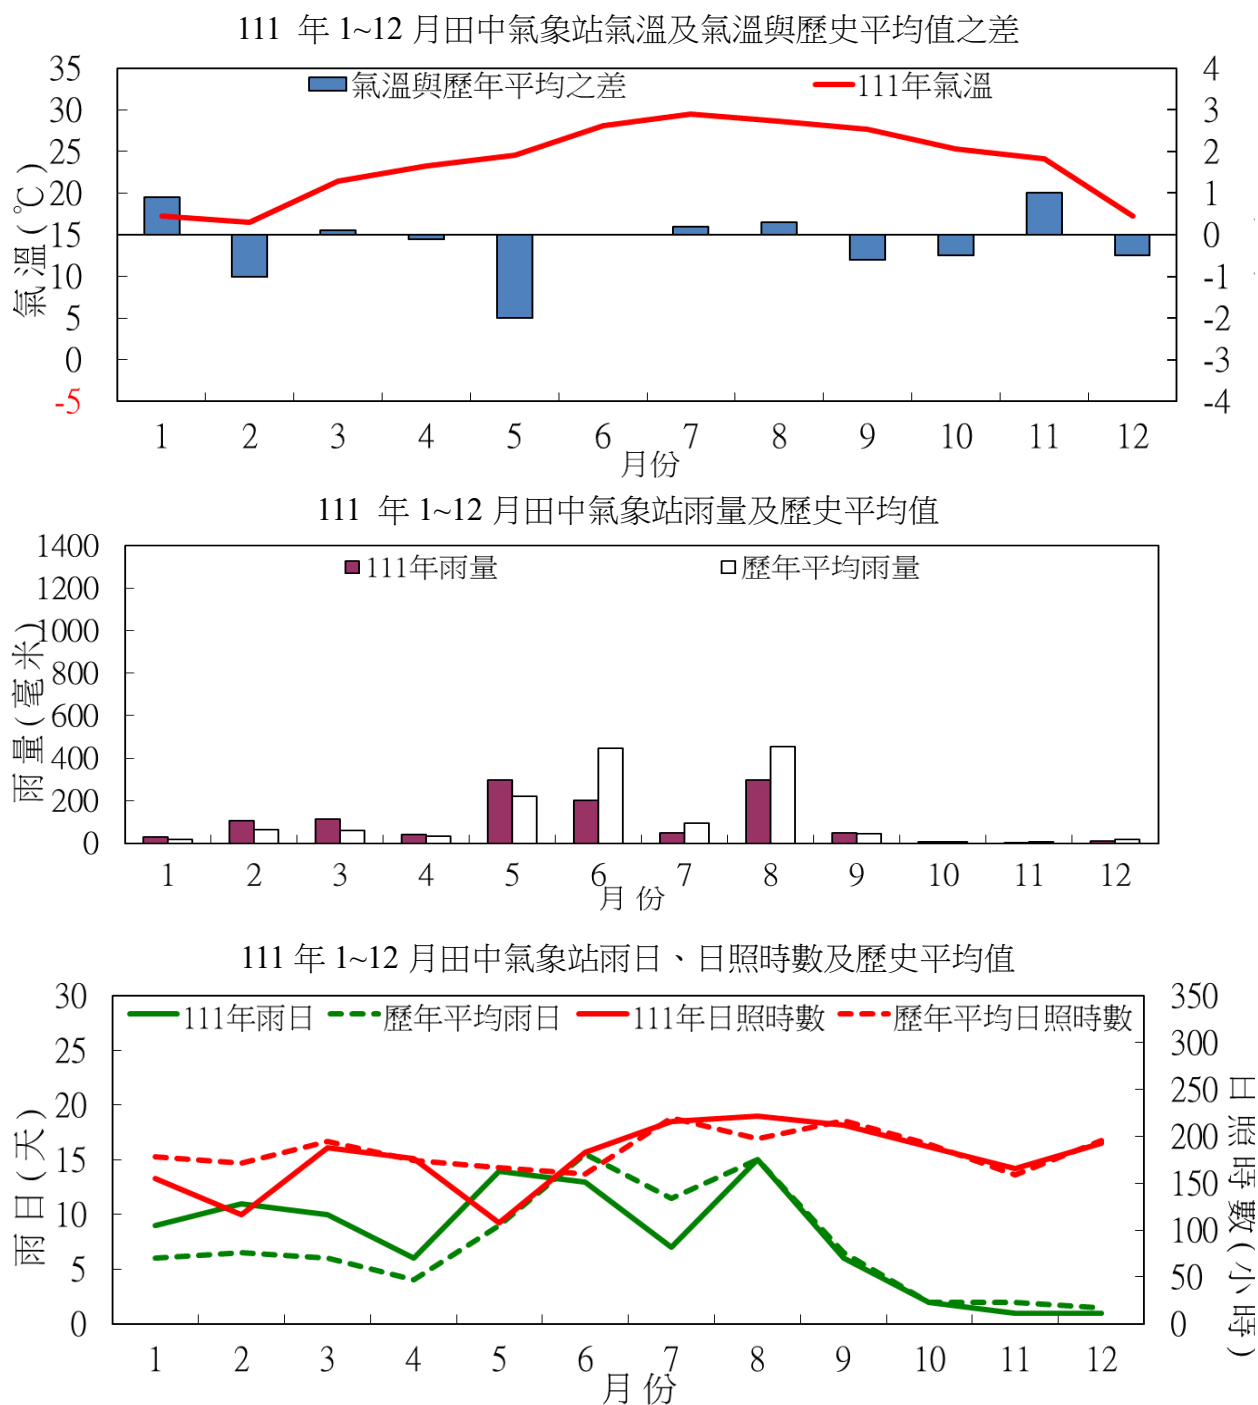 111 年 1~12 月田中氣象站氣溫及氣溫與歷史平均值之差
氣溫與歷年平均之差 111年氣溫
氣溫(℃)
35
30
25
20
15
10
5
0
-5
4
3
2
1
0
-1
-2
-3
-4
1 2 3 4 5 6 7 8 9 10 11 12
月份
111 年 1~12 月田中氣象站雨量及歷史平均值
111年雨量 歷年平均雨量
雨量(毫米)
1400
1200
1000
800
600
400
200
0
1 2 3 4 5 6 7 8 9 10 11 12
月份
111 年 1~12 月田中氣象站雨日、日照時數及歷史平均值
111年雨日 歷年平均雨日 111年日照時數 歷年平均日照時數
雨日(天)
30
25
20
15
10
5
0
350
300
250
200
150
100
50
0
日照時數(小時)
1 2 3 4 5 6 7 8 9 10 11 12
月份